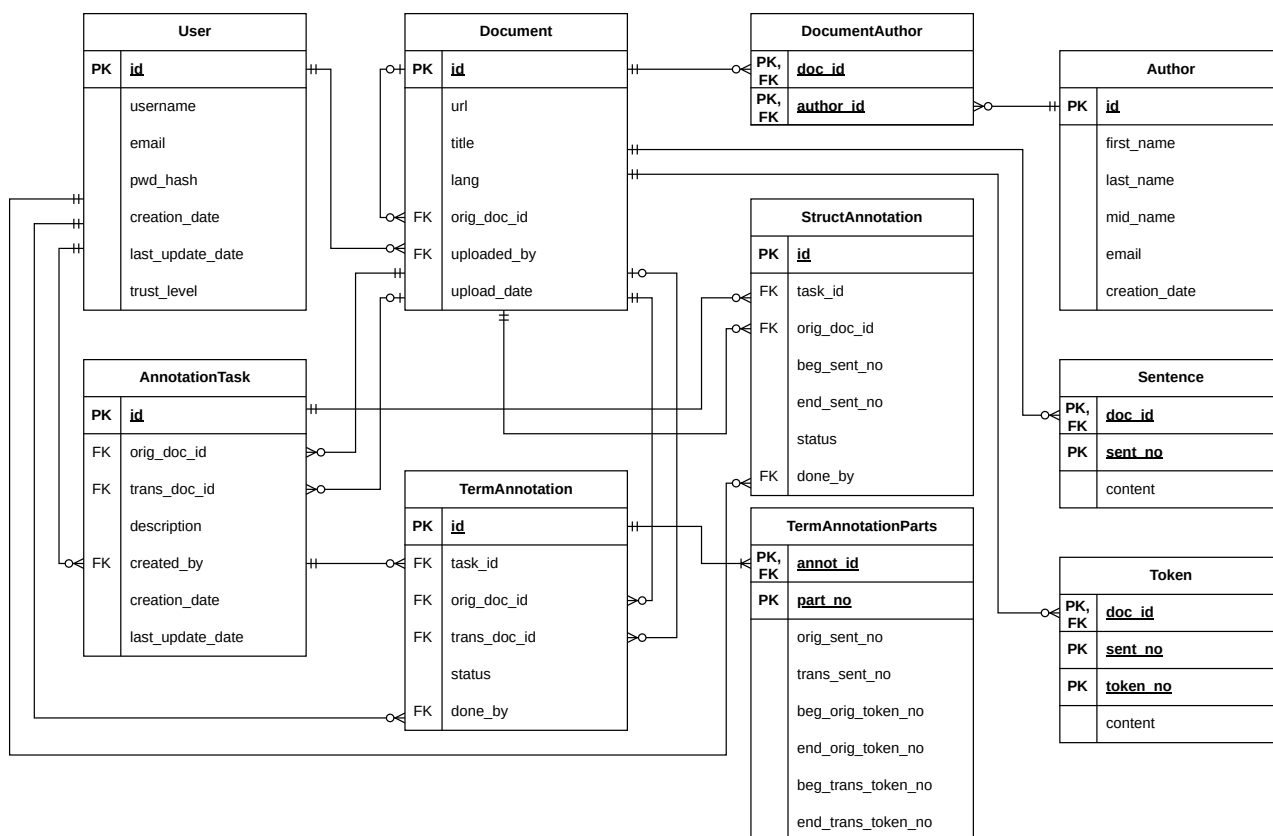 User
PK id
username
email
pwd_hash
creation_date
last_update_date
trust_level
Document
PK id
url
title
lang
FK orig_doc_id
FK uploaded_by
upload_date
DocumentAuthor
PK, FK doc_id
PK, FK author_id
Author
PK id
first_name
last_name
mid_name
email
creation_date
StructAnnotation
PK id
FK task_id
FK orig_doc_id
beg_sent_no
end_sent_no
status
FK done_by
AnnotationTask
PK id
FK orig_doc_id
FK trans_doc_id
description
FK created_by
creation_date
last_update_date
TermAnnotation
PK id
FK task_id
FK orig_doc_id
FK trans_doc_id
status
FK done_by
TermAnnotationParts
PK, FK annot_id
PK part_no
orig_sent_no
trans_sent_no
beg_orig_token_no
end_orig_token_no
beg_trans_token_no
end_trans_token_no
Sentence
PK, FK doc_id
PK sent_no
content
Token
PK, FK doc_id
PK sent_no
PK token_no
content